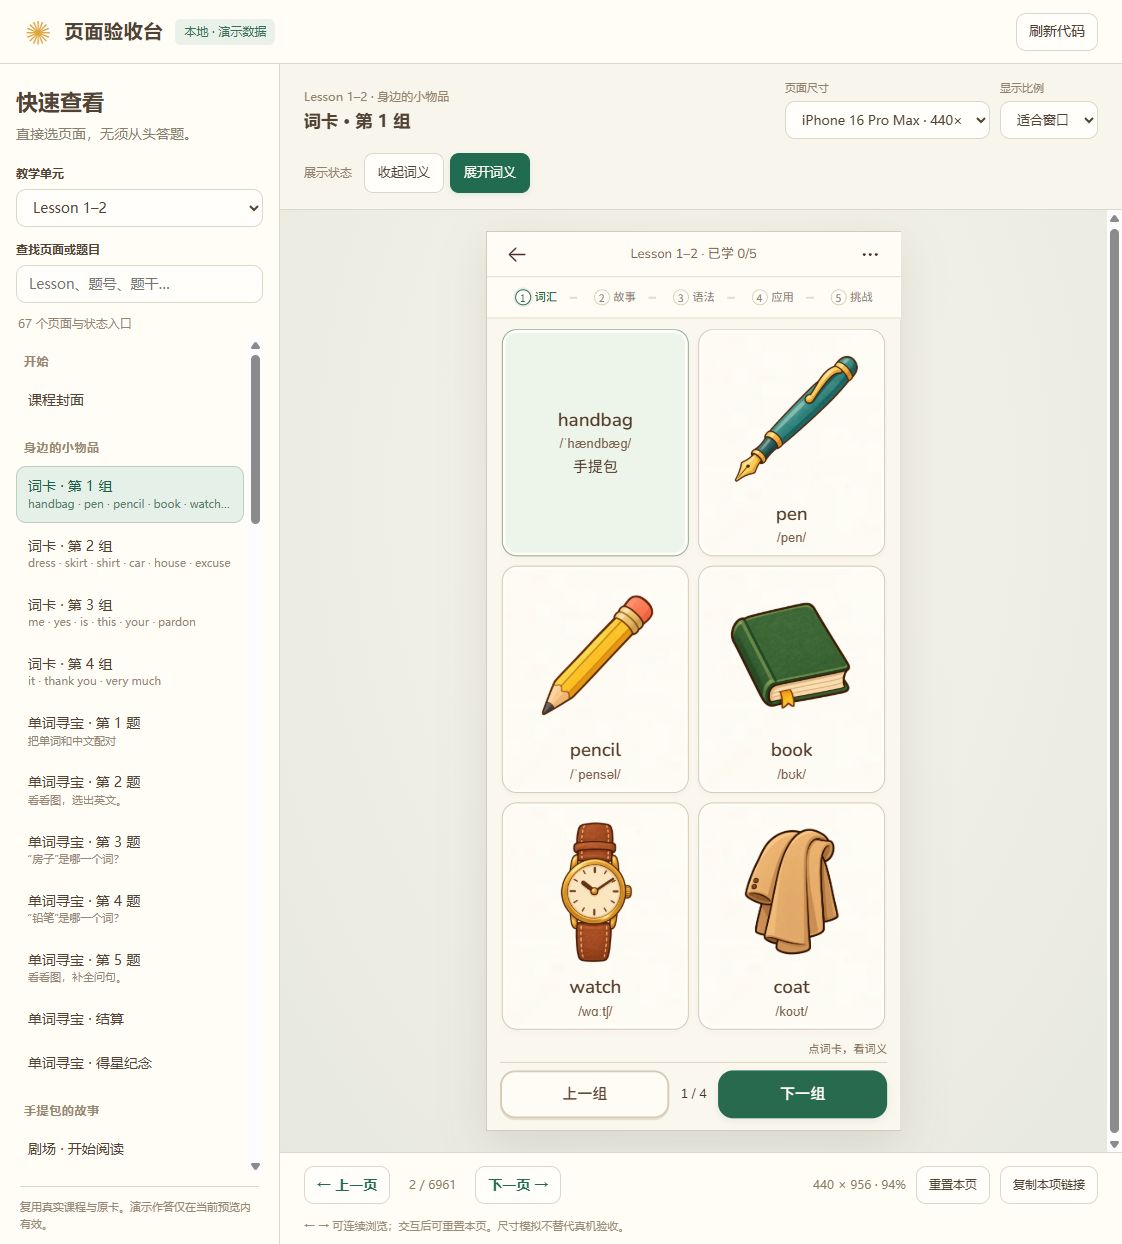 页面验收台
本地 · 演示数据
刷新代码
快速查看
直接选页面，无须从头答题。
教学单元
Lesson 1–2
查找页面或题目
Lesson、题号、题干...
67 个页面与状态入口
开始
课程封面
身边的小物品
词卡 · 第 1 组
handbag · pen · pencil · book · watch...
词卡 · 第 2 组
dress · skirt · shirt · car · house · excuse
词卡 · 第 3 组
me · yes · is · this · your · pardon
词卡 · 第 4 组
it · thank you · very much
单词寻宝 · 第 1 题
把单词和中文配对
单词寻宝 · 第 2 题
看看图，选出英文。
单词寻宝 · 第 3 题
“房子”是哪一个词？
单词寻宝 · 第 4 题
“铅笔”是哪一个词？
单词寻宝 · 第 5 题
看看图，补全问句。
单词寻宝 · 结算
单词寻宝 · 得星纪念
手提包的故事
剧场 · 开始阅读
复用真实课程与原卡。演示作答仅在当前预览内
有效。
Lesson 1–2 · 身边的小物品
词卡 • 第 1 组
页面尺寸
iPhone 16 Pro Max · 440×
显示比例
适合窗口
展示状态
收起词义
展开词义
Lesson 1–2 · 已学 0/5
1 词汇 – 2 故事 – 3 语法 – 4 应用 – 5 挑战
handbag
/ˈhændbæɡ/
手提包
pen
/pen/
pencil
/ˈpensəl/
book
/bʊk/
watch
/wɑːtʃ/
coat
/koʊt/
点词卡，看词义
上一组
1 / 4
下一组
← 上一页
2 / 6961
下一页 →
440 × 956 · 94%
重置本页
复制本项链接
← → 可连续浏览；交互后可重置本页。尺寸模拟不替代真机验收。